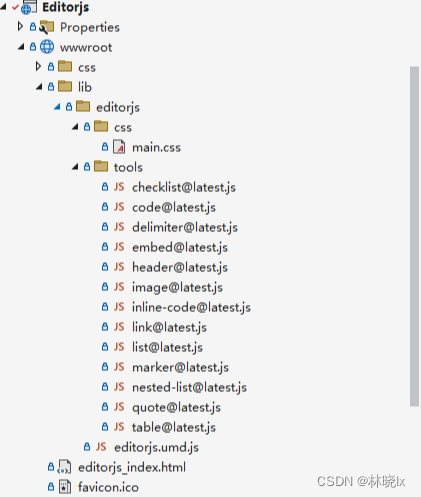 Editorjs
Properties
wwwroot
css
lib
editorjs
css
main.css
tools
JS checklist@latest.js
JS code@latest.js
JS delimiter@latest.js
JS embed@latest.js
JS header@latest.js
JS image@latest.js
JS inline-code@latest.js
JS link@latest.js
JS list@latest.js
JS marker@latest.js
JS nested-list@latest.js
JS quote@latest.js
JS table@latest.js
JS editorjs.umd.js
editorjs_index.html
favicon.ico
CSDN @林晓lx